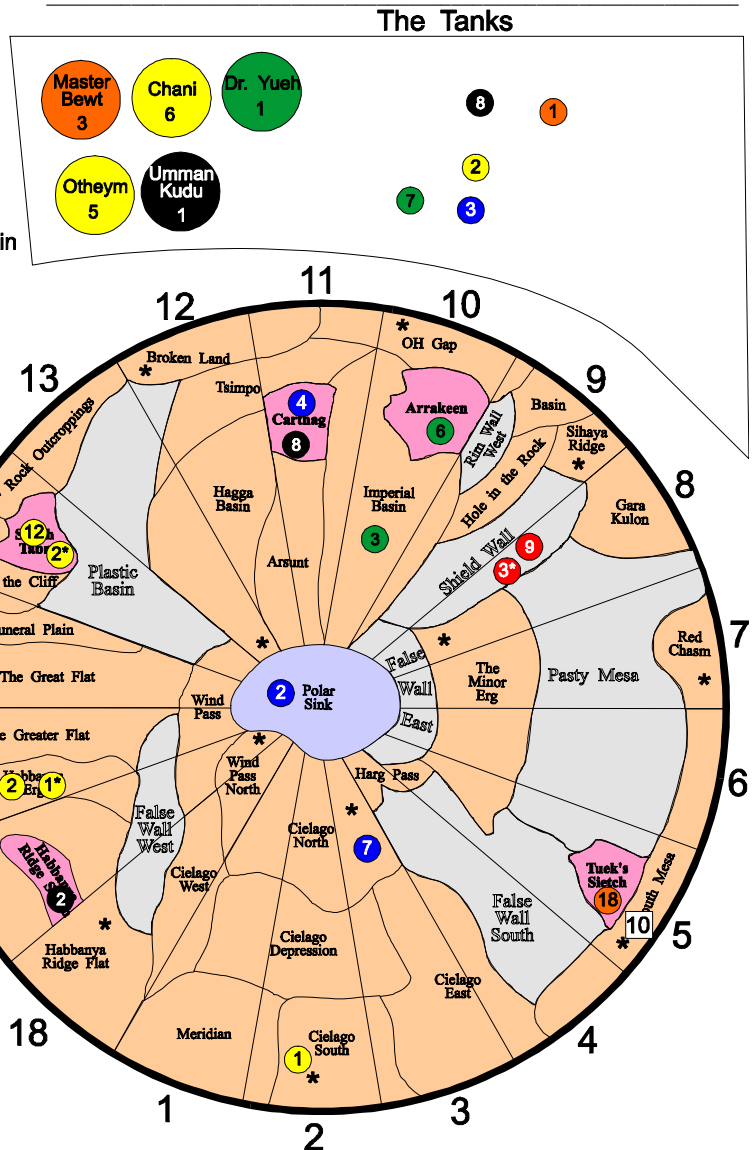 The Tanks
Master
Bewt
3
Chani
6
Dr. Yueh
1
8
1
Otheym
5
Umman
Kudu
1
2
7
3
in
11
12
10
OH Gap
Broken Land
13
9
Tsimpo
4
Carthag
8
Arrakeen
6
Basin
Rim Wall
West
Sihaya
Ridge
Rock Outcroppings
Hole in the Rock
8
Hagga
Basin
Imperial
Basin
Gara
Kulon
12
2*
3
Shield Wall
9
3*
the Cliff
Plastic
Basin
Arsunt
uneral Plain
7
Red
Chasm
The Great Flat
False
Wall
East
The
Minor
Erg
Pasty Mesa
2
Polar
Sink
Wind
Pass
e Greater Flat
Wind
Pass
North
Harg Pass
6
2
1*
False
Wall
West
Cielago
North
7
Cielago
West
Tuek's
Sietch
18
outh Mesa
2
10
5
False
Wall
South
Habbanya
Ridge Flat
Cielago
Depression
Cielago
East
18
Meridian
Cielago
South
1
4
1
3
2